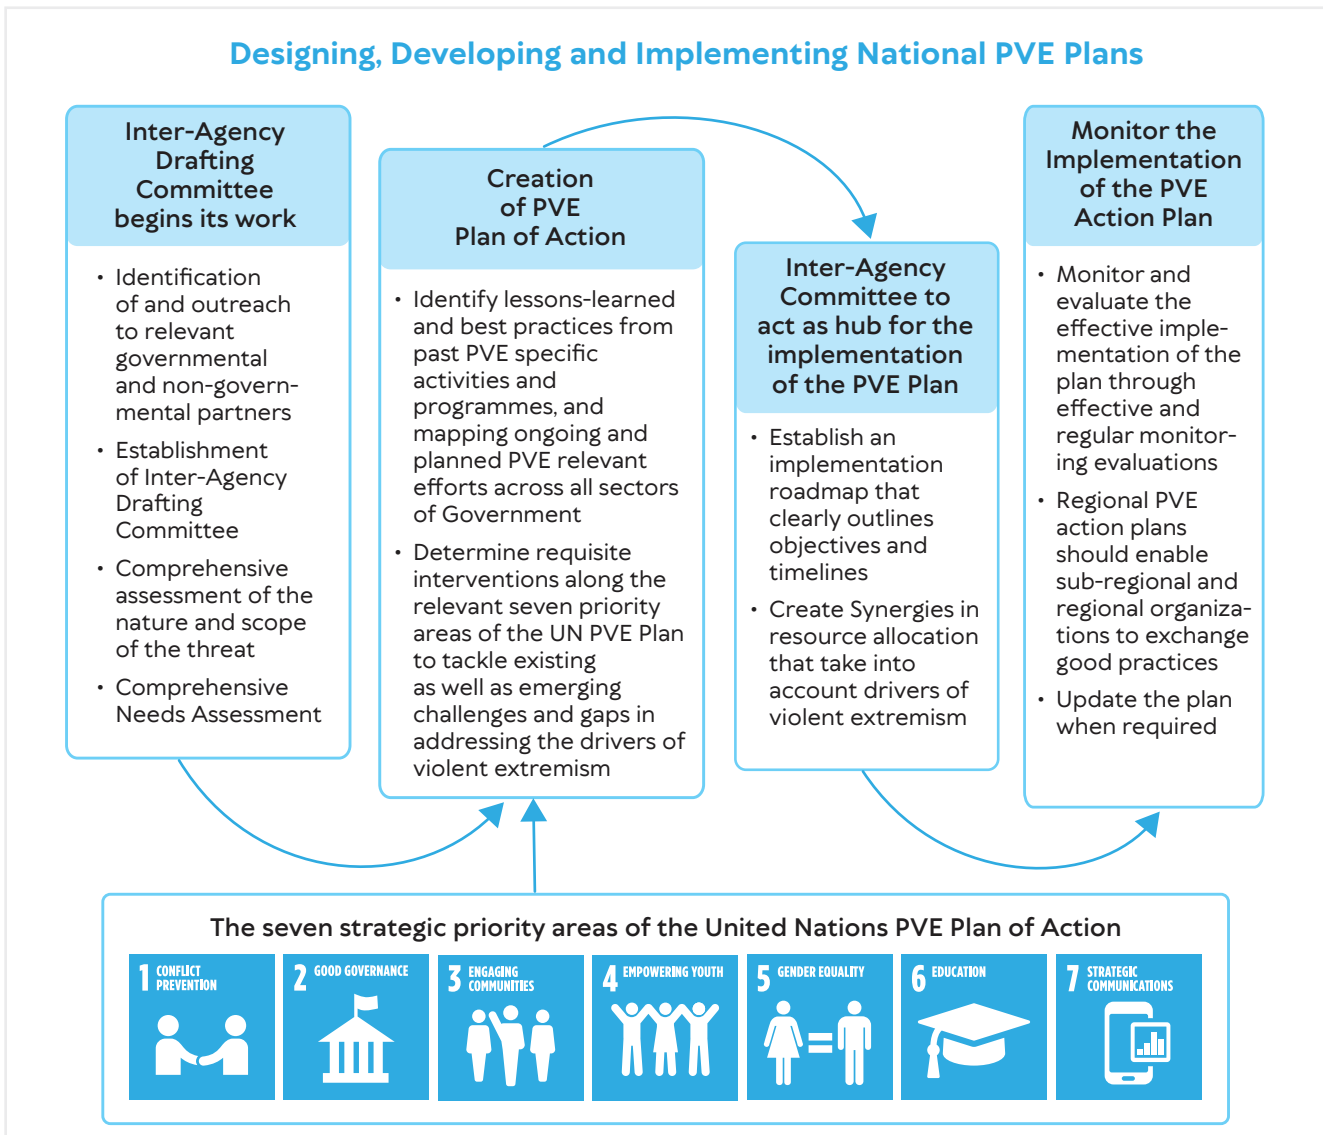 Designing, Developing and Implementing National PVE Plans
Inter-Agency
Drafting
Committee
begins its work
• Identification
of and outreach
to relevant
governmental
and non-govern-
mental partners
• Establishment
of Inter-Agency
Drafting
Committee
• Comprehensive
assessment of the
nature and scope
of the threat
• Comprehensive
Needs Assessment
Creation
of PVE
Plan of Action
• Identify lessons-learned
and best practices from
past PVE specific
activities and
programmes, and
mapping ongoing and
planned PVE relevant
efforts across all sectors
of Government
• Determine requisite
interventions along the
relevant seven priority
areas of the UN PVE Plan
to tackle existing
as well as emerging
challenges and gaps in
addressing the drivers of
violent extremism
Inter-Agency
Committee to
act as hub for the
implementation
of the PVE Plan
• Establish an
implementation
roadmap that
clearly outlines
objectives and
timelines
• Create Synergies in
resource allocation
that take into
account drivers of
violent extremism
Monitor the
Implementation
of the PVE
Action Plan
• Monitor and
evaluate the
effective imple-
mentation of the
plan through
effective and
regular monitor-
ing evaluations
• Regional PVE
action plans
should enable
sub-regional and
regional organiza-
tions to exchange
good practices
• Update the plan
when required
The seven strategic priority areas of the United Nations PVE Plan of Action
1 CONFLICT
PREVENTION
2 GOOD GOVERNANCE
3 ENGAGING
COMMUNITIES
4 EMPOWERING YOUTH
5 GENDER EQUALITY
6 EDUCATION
7 STRATEGIC
COMMUNICATIONS